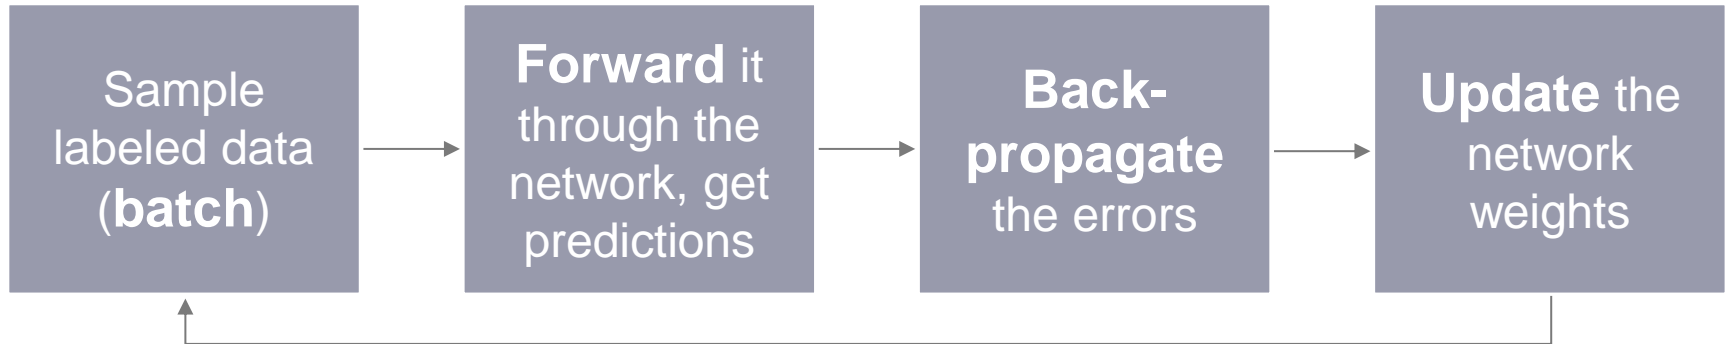 Sample
labeled data
(batch)
Forward it
through the
network, get
predictions
Back-
propagate
the errors
Update the
network
weights